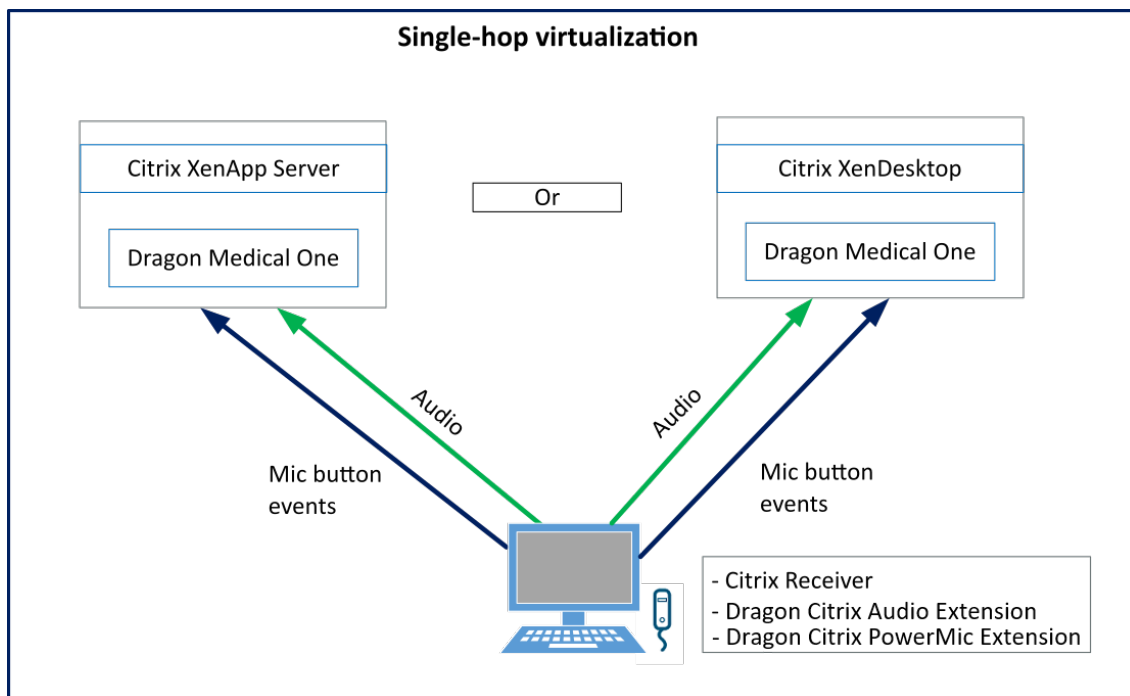 Single-hop virtualization
Citrix XenApp Server
Dragon Medical One
Or
Citrix XenDesktop
Dragon Medical One
Audio
Mic button
events
Audio
Mic button
events
- Citrix Receiver
- Dragon Citrix Audio Extension
- Dragon Citrix PowerMic Extension